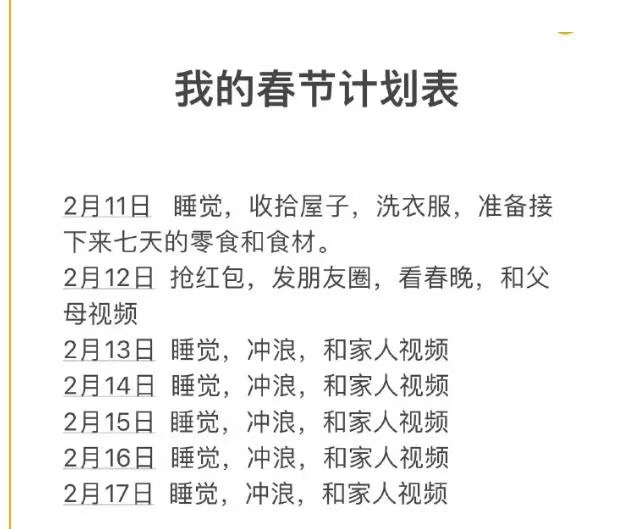 我的春节计划表
2月11日 睡觉，收拾屋子，洗衣服，准备接
下来七天的零食和食材。
2月12日 抢红包，发朋友圈，看春晚，和父
母视频
2月13日 睡觉，冲浪，和家人视频
2月14日 睡觉，冲浪，和家人视频
2月15日 睡觉，冲浪，和家人视频
2月16日 睡觉，冲浪，和家人视频
2月17日 睡觉，冲浪，和家人视频